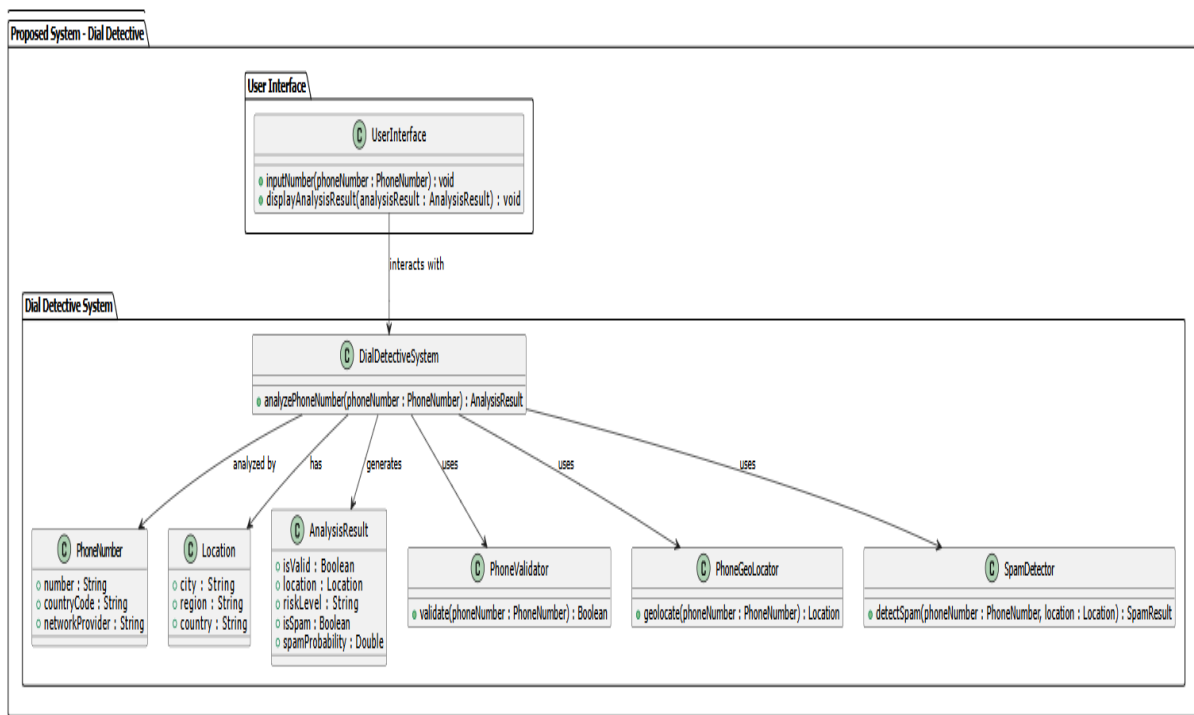 Proposed System - Dial Detective
User Interface
C UserInterface
inputNumber(phoneNumber : PhoneNumber) : void
displayAnalysisResult(analysisResult : AnalysisResult) : void
interacts with
Dial Detective System
C DialDetectiveSystem
analyzePhoneNumber(phoneNumber : PhoneNumber) : AnalysisResult
analyzed by
has
generates
uses
uses
uses
C PhoneNumber
number : String
countryCode : String
networkProvider : String
C Location
city : String
region : String
country : String
C AnalysisResult
isValid : Boolean
location : Location
riskLevel : String
isSpam : Boolean
spamProbability : Double
C PhoneValidator
validate(phoneNumber : PhoneNumber) : Boolean
C PhoneGeoLocator
geolocate(phoneNumber : PhoneNumber) : Location
C SpamDetector
detectSpam(phoneNumber : PhoneNumber, location : Location) : SpamResult